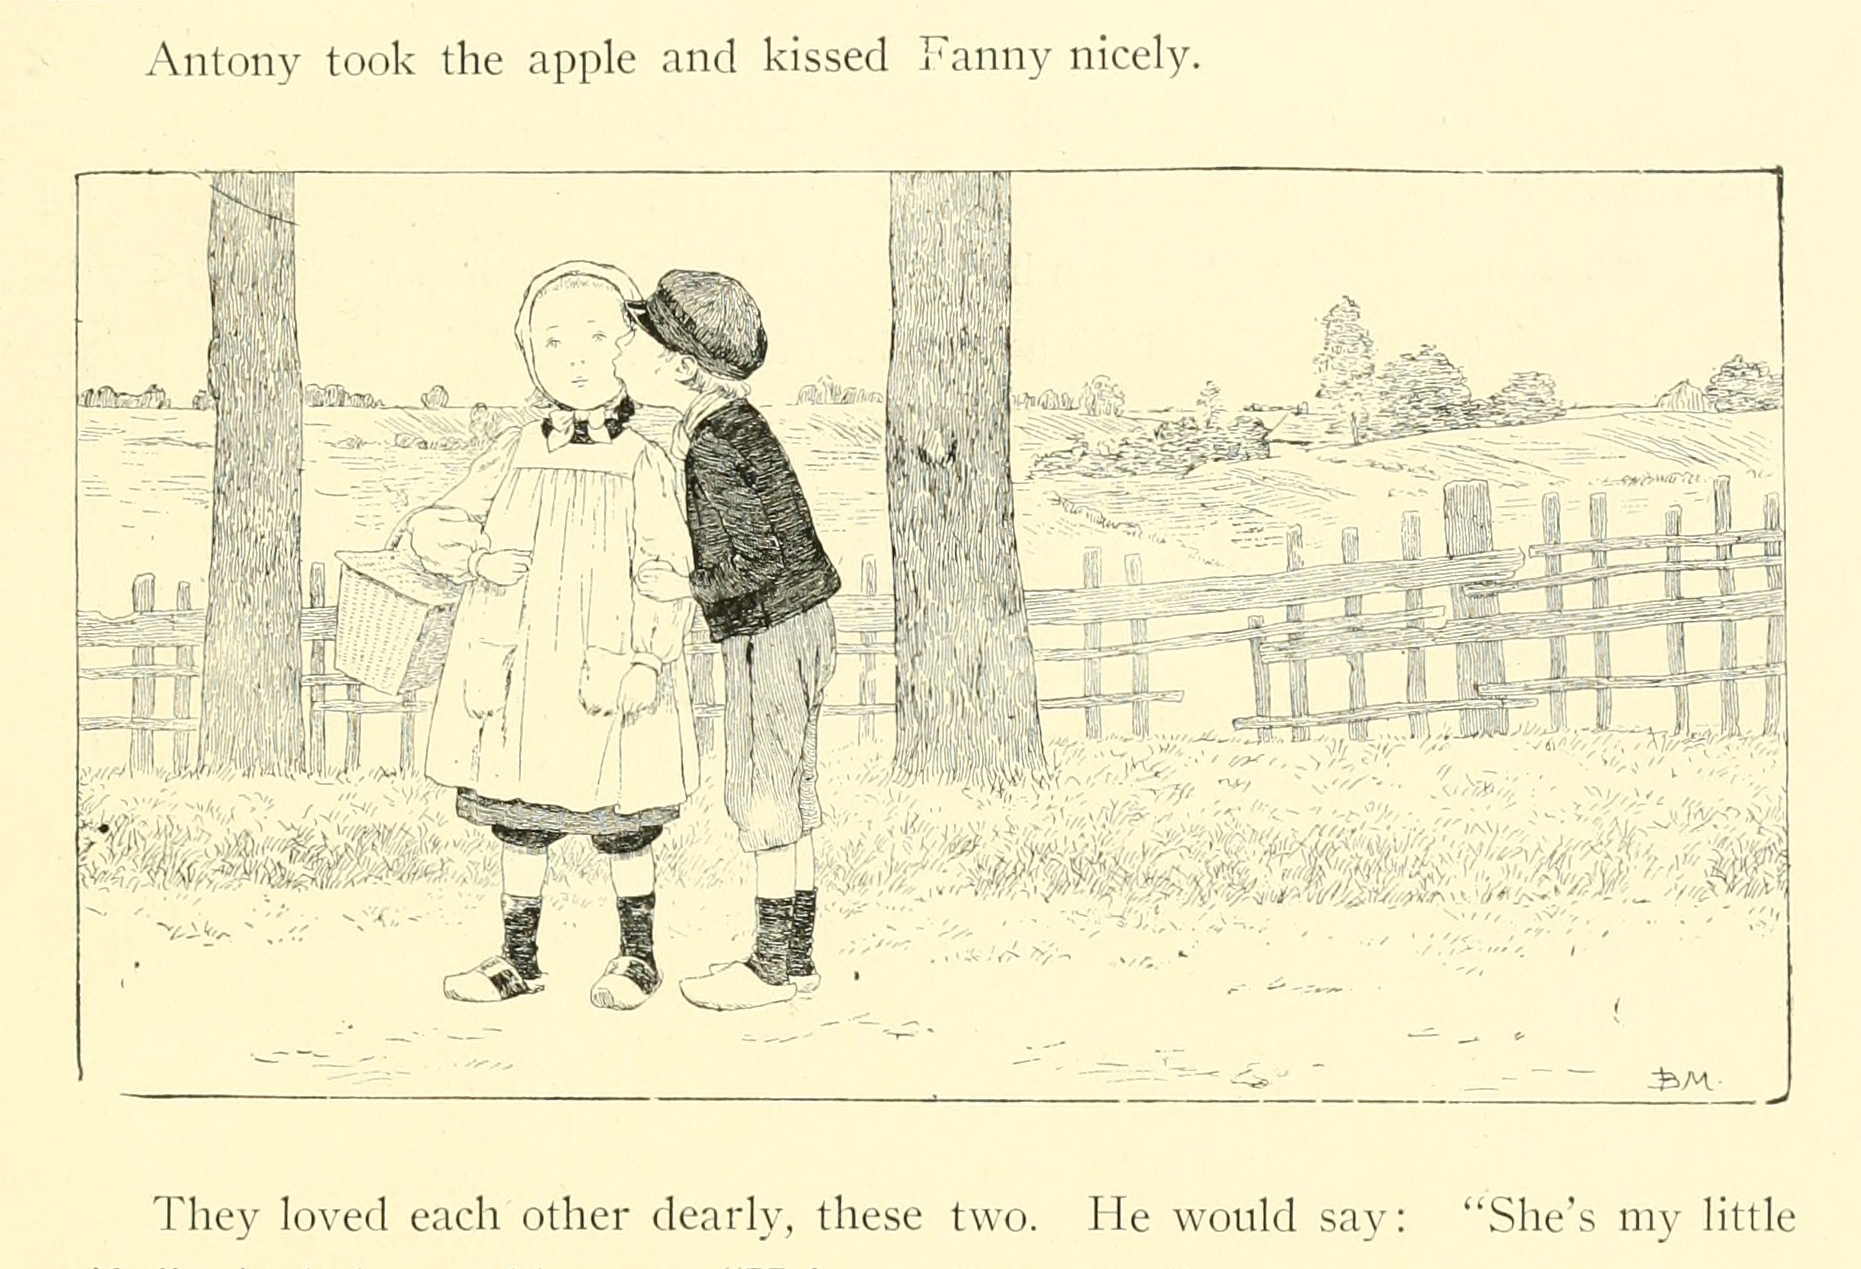 Antony took the apple and kissed Fanny nicely.
BM.
They loved each other dearly, these two. He would say: "She's my little